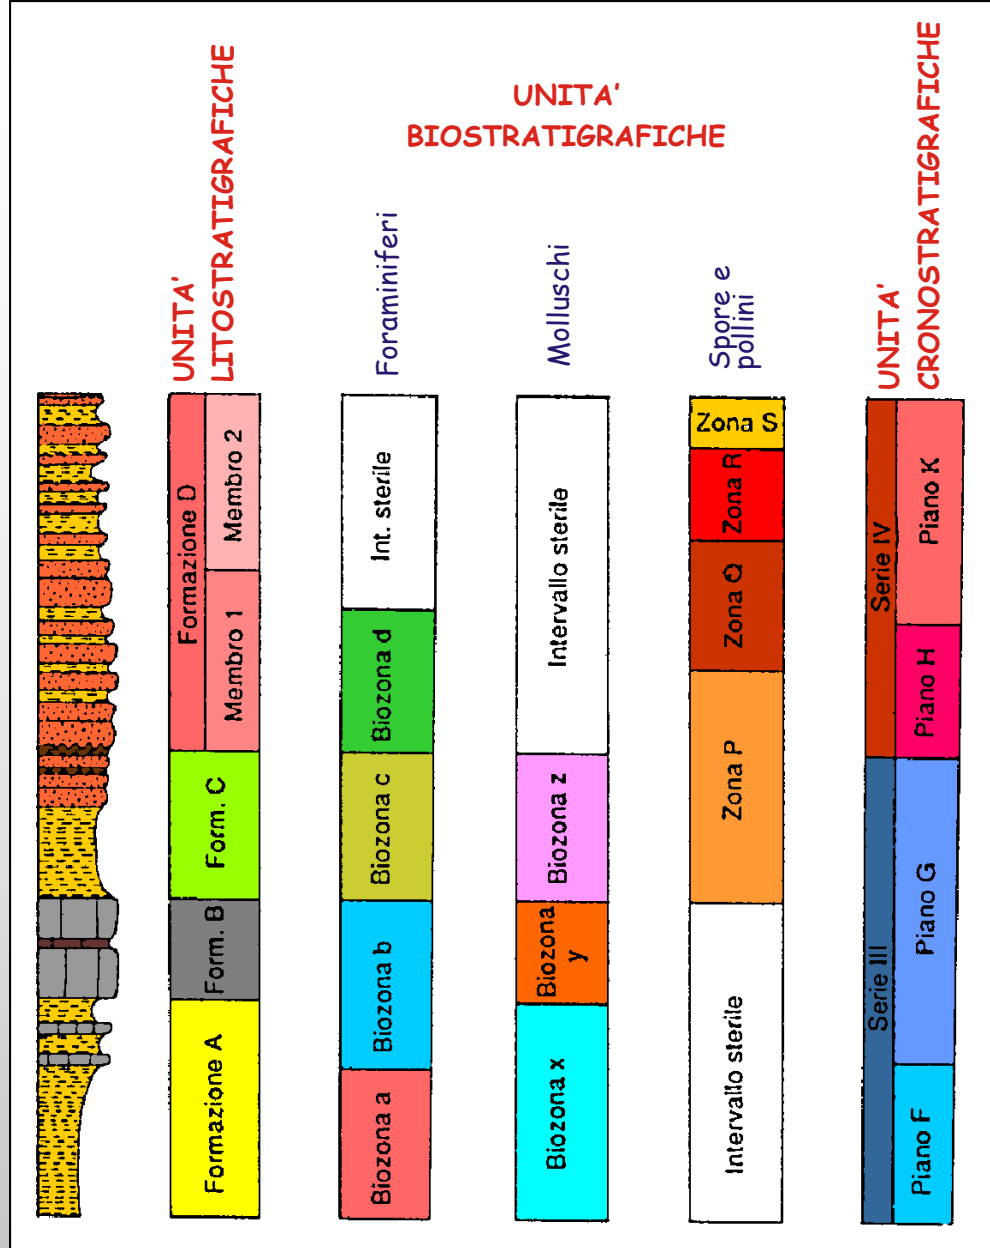 UNITA'
LITOSTRATIGRAFICHE
UNITA'
BIOSTRATIGRAFICHE
UNITA'
CRONOSTRATIGRAFICHE
Foraminiferi
Molluschi
Spore e
pollini
Formazione D
Membro 2
Membro 1
Form. C
Form. B
Formazione A
Int. sterile
Biozona d
Biozona c
Biozona b
Biozona a
Intervallo sterile
Biozona z
Biozona
y
Biozona x
Zona S
Zona R
Zona Q
Zona P
Intervallo sterile
Serie IV
Serie III
Piano K
Piano H
Piano G
Piano F